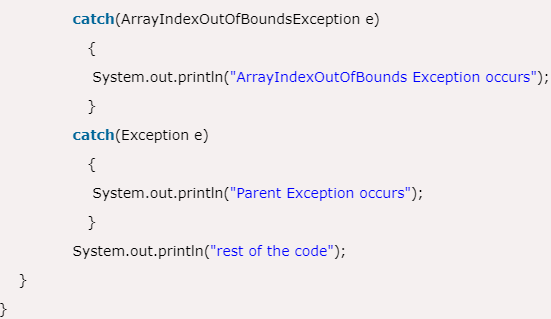 catch(ArrayIndexOutOfBoundsException e)
{
System.out.println("ArrayIndexOutOfBounds Exception occurs");
}
catch(Exception e)
{
System.out.println("Parent Exception occurs");
}
System.out.println("rest of the code");
}
}